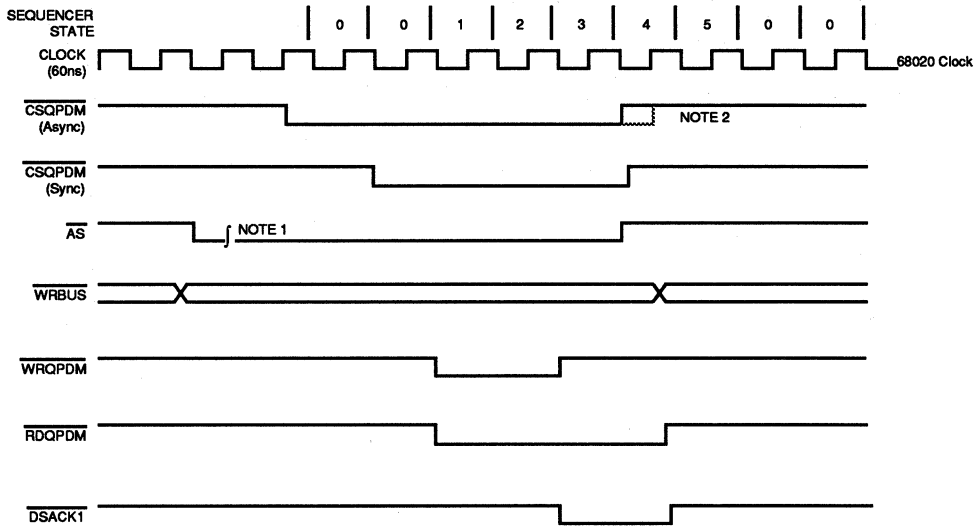 SEQUENCER
STATE
0 0 1 2 3 4 5 0 0
CLOCK
(60ns)
68020 Clock
CSQPDM
(Async)
NOTE 2
CSQPDM
(Sync)
AS
NOTE 1
WRBUS
WRQPDM
RDQPDM
DSACK1